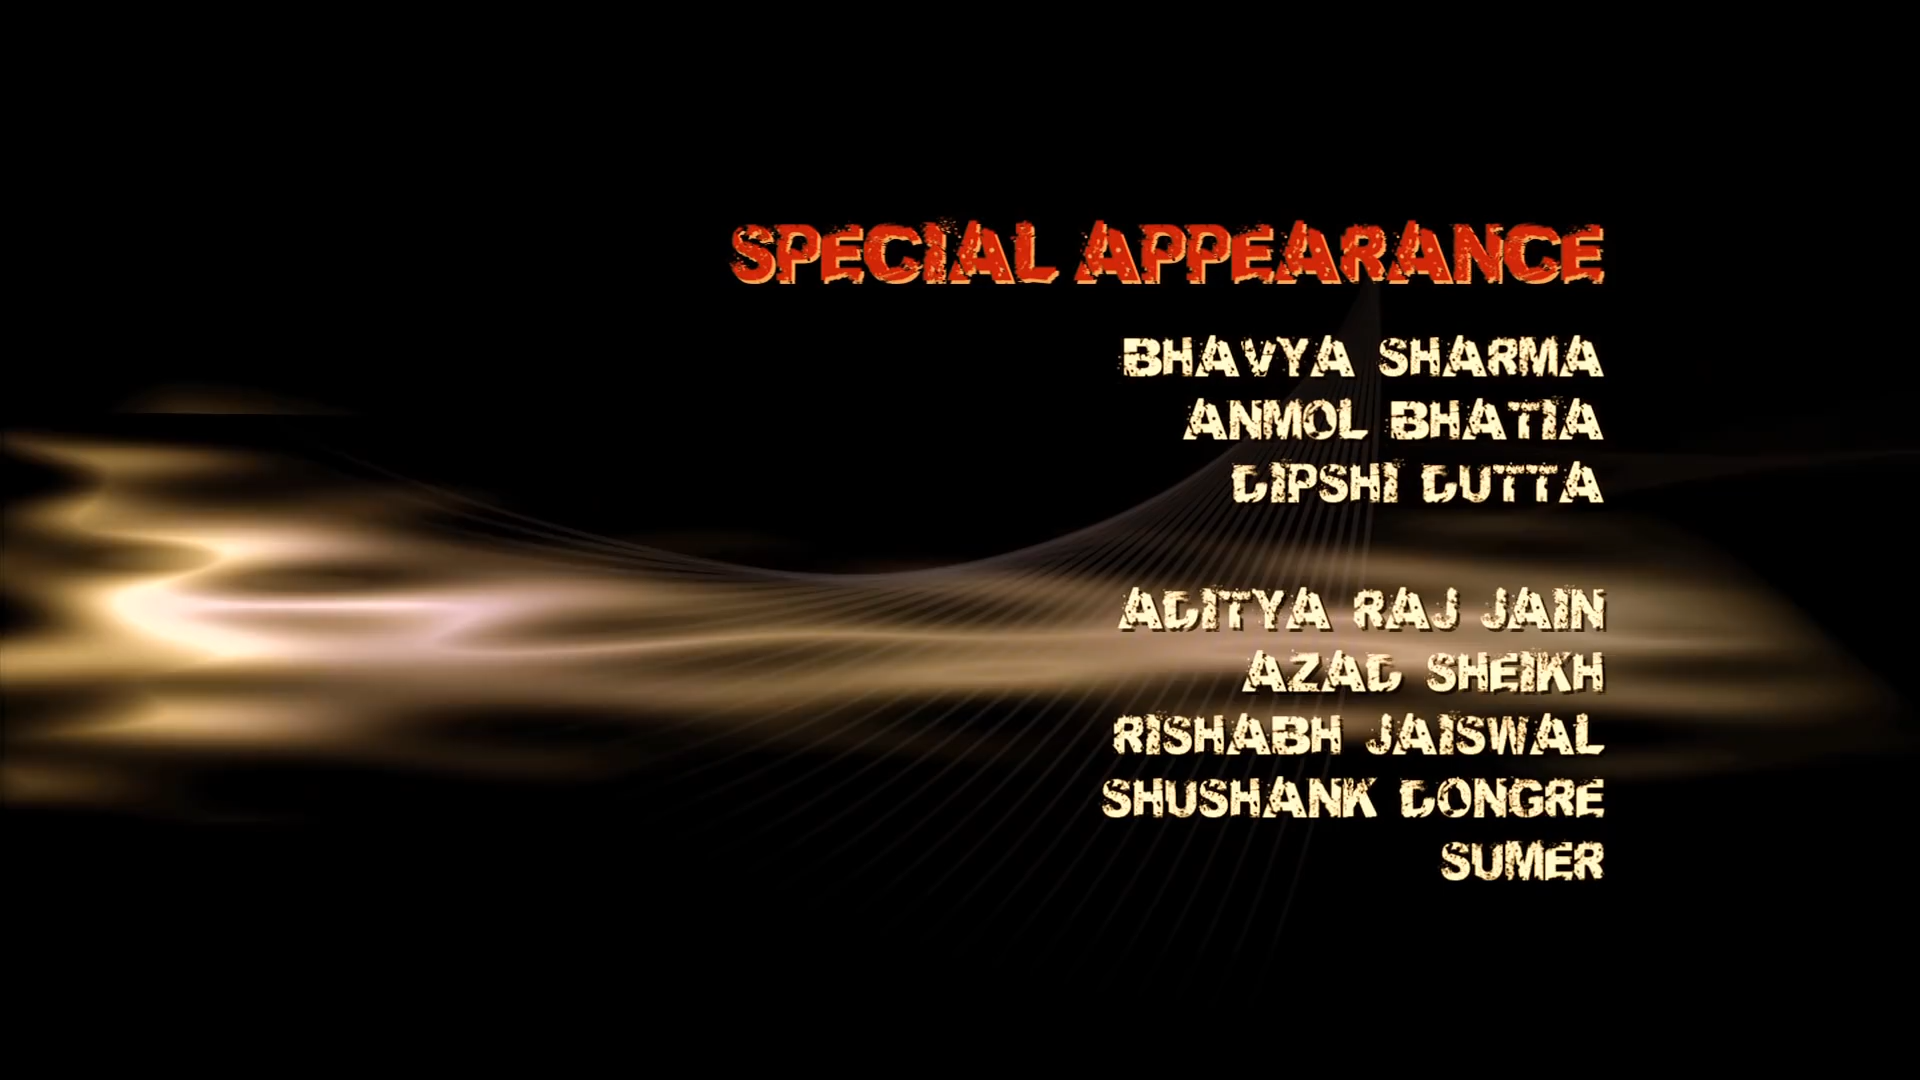 SPECIAL APPEARANCE
BHAVYA SHARMA
ANMOL BHATIA
DIPSHI DUTTA
ADITYA RAJ JAIN
AZAD SHEIKH
RISHABH JAISWAL
SHUSHANK DONGRE
SUMER